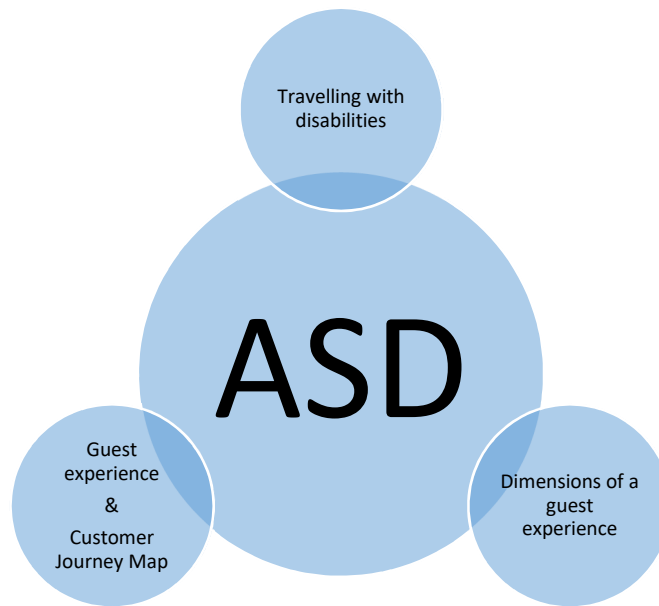 Travelling with
disabilities
ASD
Guest
experience
&
Customer
Journey Map
Dimensions of a
guest
experience